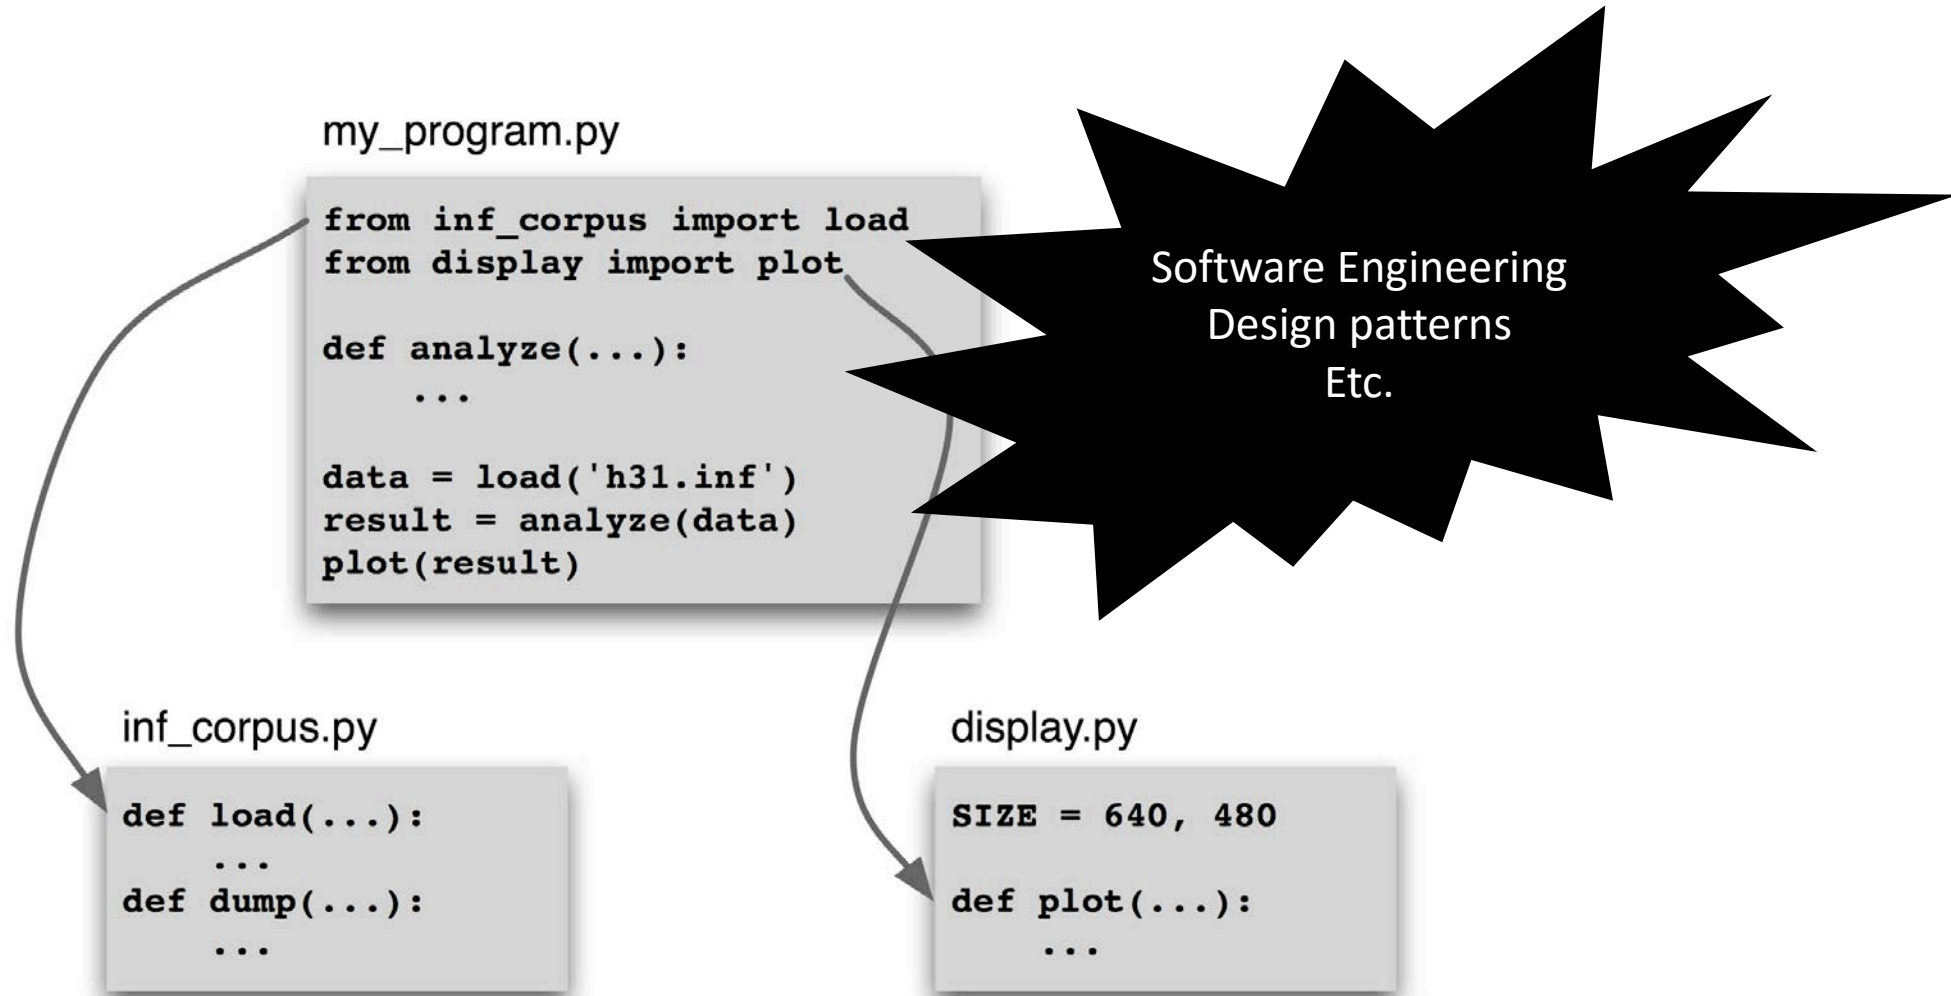 my_program.py
from inf_corpus import load
from display import plot
def analyze(...):
    ...
data = load('h31.inf')
result = analyze(data)
plot(result)
Software Engineering
Design patterns
Etc.
inf_corpus.py
def load(...):
    ...
def dump(...):
    ...
display.py
SIZE = 640, 480
def plot(...):
    ...